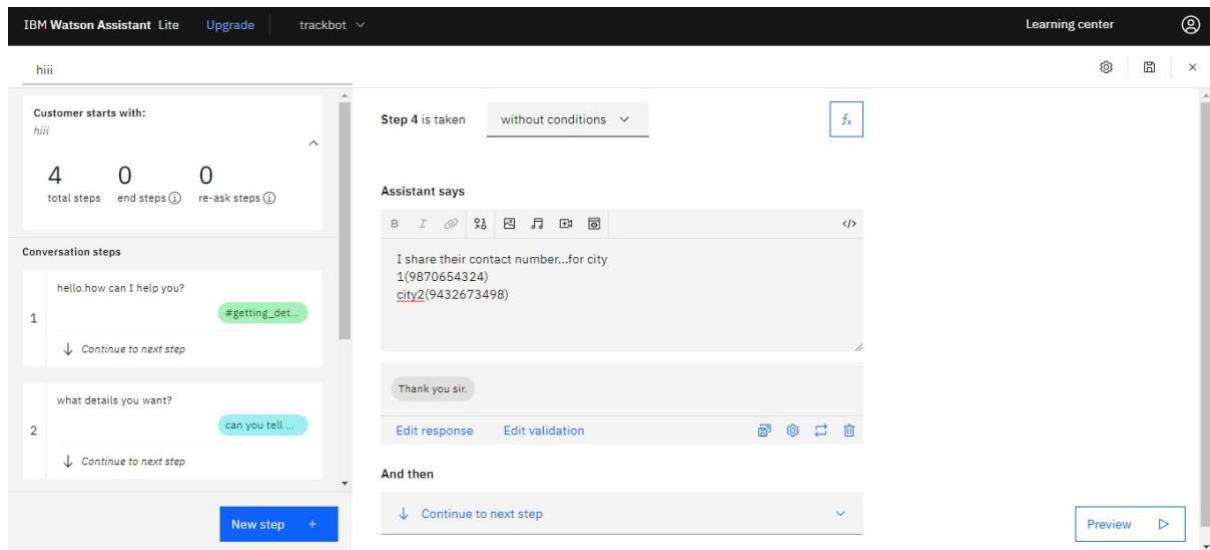 IBM Watson Assistant Lite Upgrade trackbot Learning center
hiii
Customer starts with:
hiii
4 0 0
total steps end steps re-ask steps
Conversation steps
hello.how can I help you?
#getting_det...
1
Continue to next step
what details you want?
can you tell ...
2
Continue to next step
New step +
Step 4 is taken without conditions fx
Assistant says
B I </>
I share their contact number...for city
1(9870654324)
city2(9432673498)
Thank you sir.
Edit response Edit validation
And then
Continue to next step
Preview